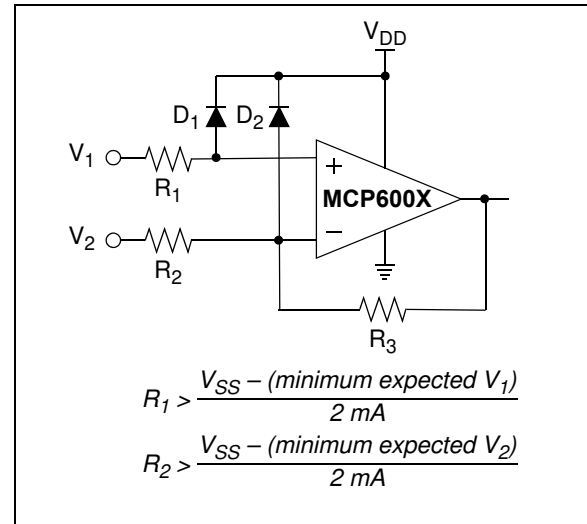 V_DD
D_1 D_2
V_1
R_1
+
MCP600X
V_2
R_2
–
R_3
R_1 > V_SS – (minimum expected V_1)
2 mA
R_2 > V_SS – (minimum expected V_2)
2 mA